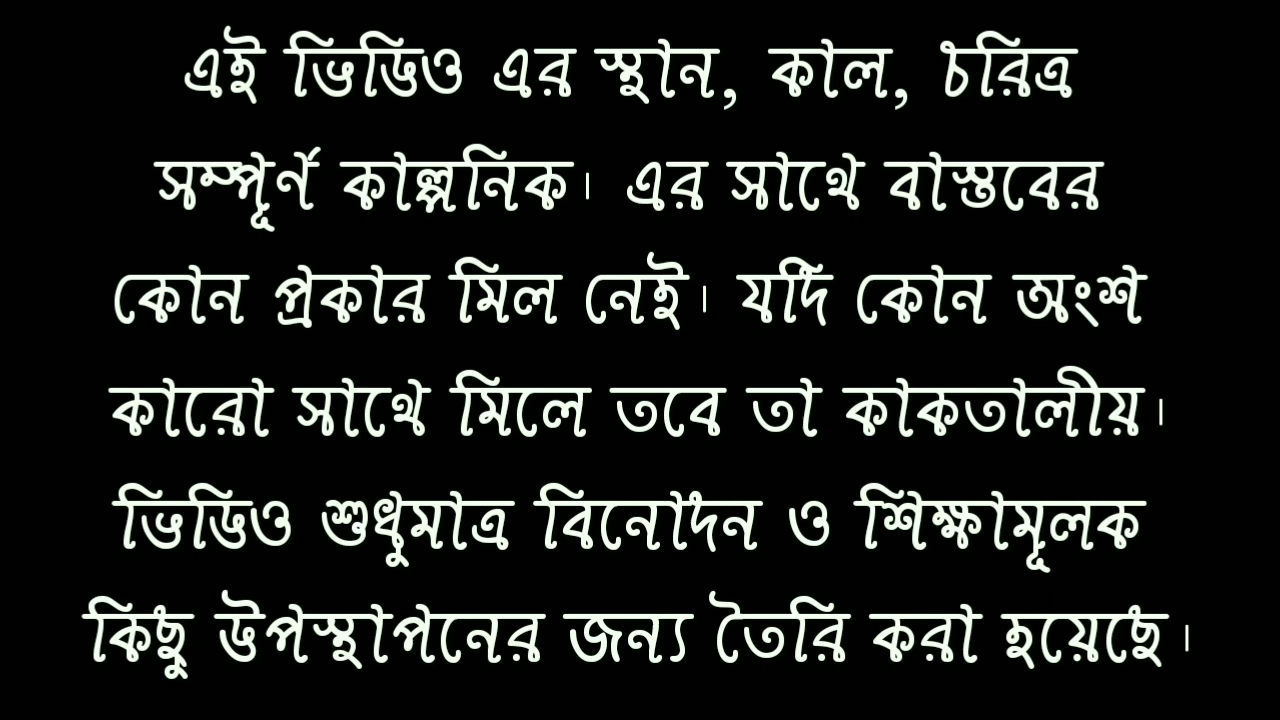 এই ভিডিও এর স্থান, কাল, চরিত্র
সম্পূর্ণ কাল্পনিক। এর সাথে বাস্তবের
কোন প্রকার মিল নেই। যদি কোন অংশ
কারো সাথে মিলে তবে তা কাকতালীয়।
ভিডিও শুধুমাত্র বিনোদন ও শিক্ষামূলক
কিছু উপস্থাপনের জন্য তৈরি করা হয়েছে।